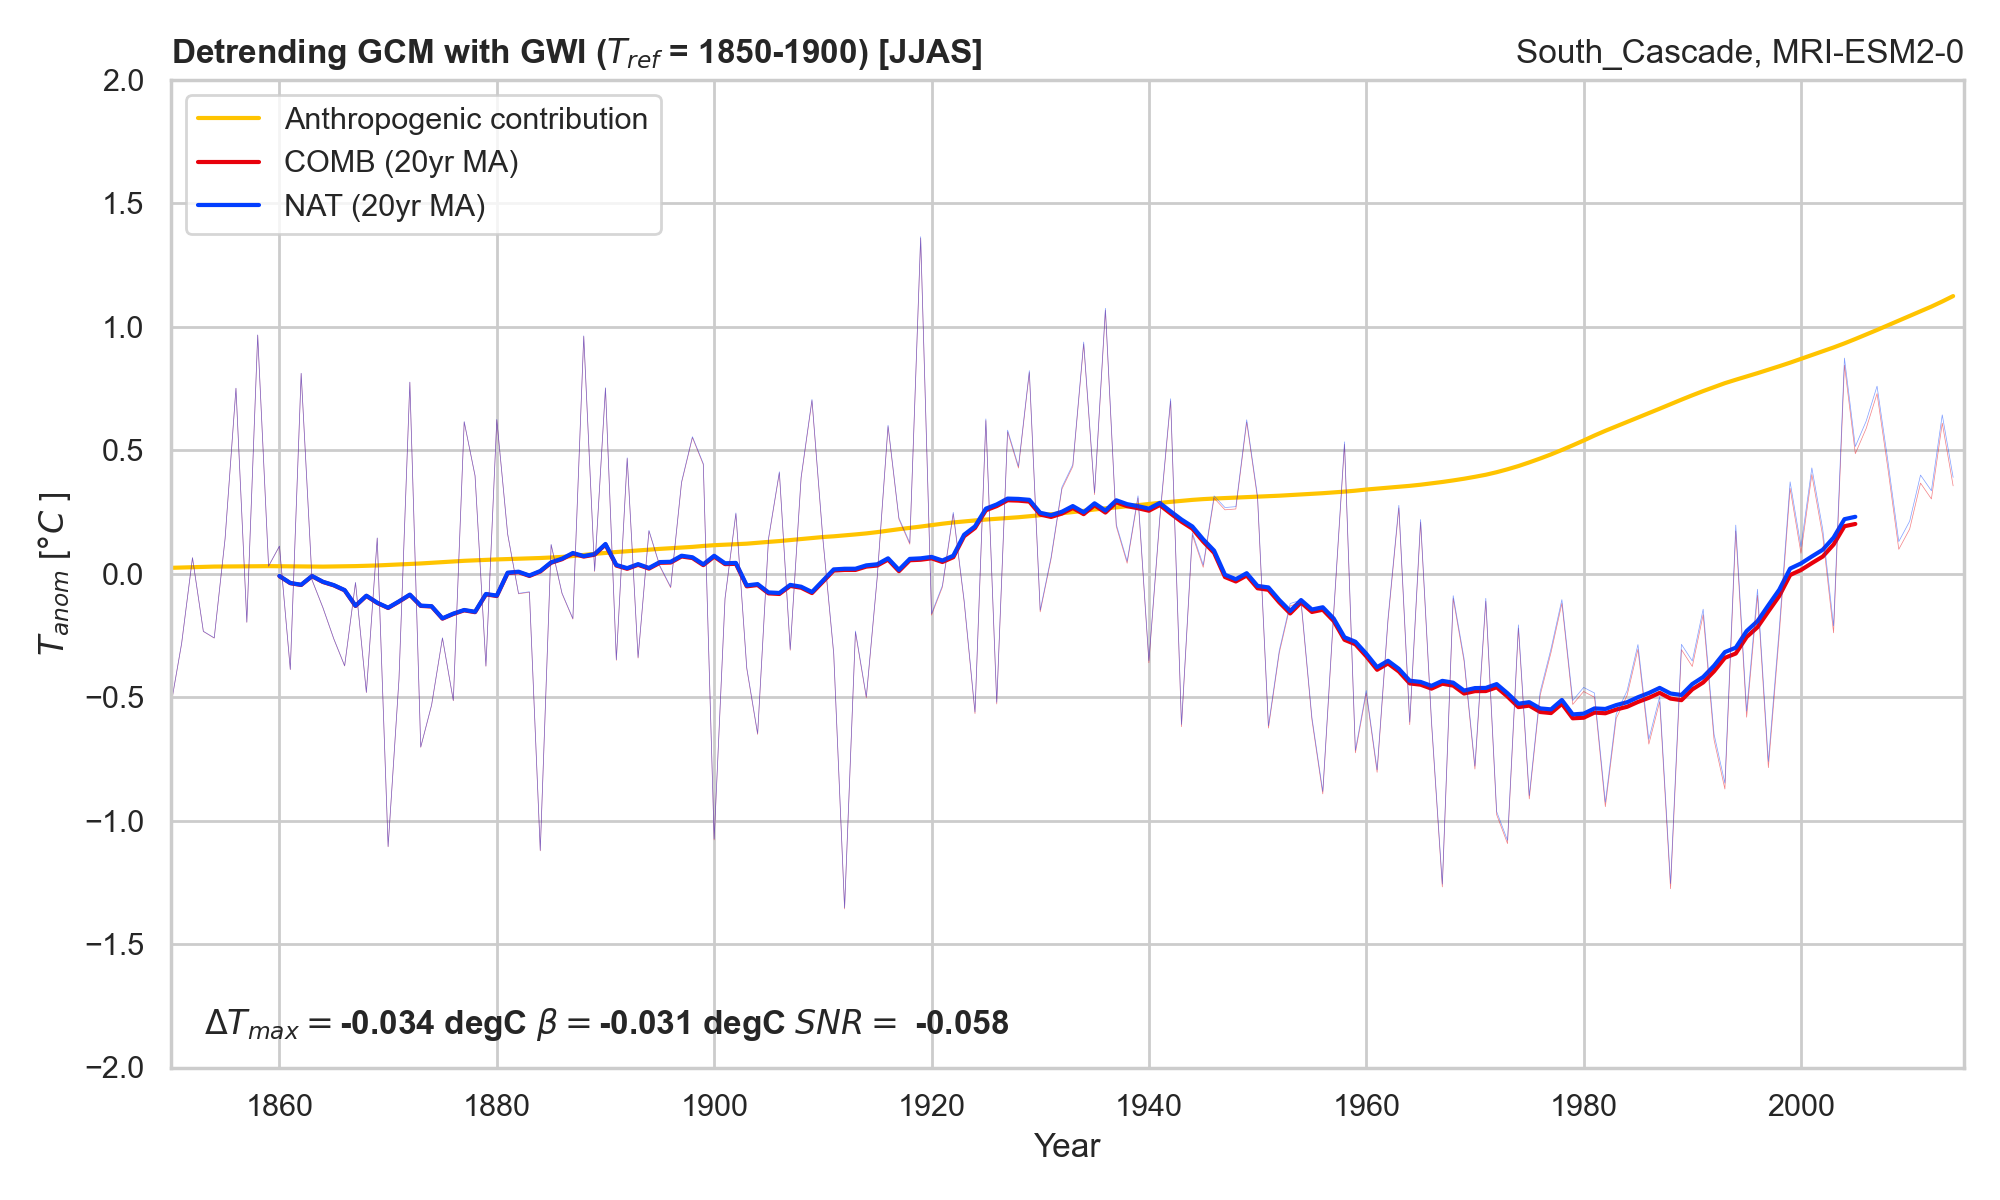 Detrending GCM with GWI (T_ref = 1850-1900) [JJAS]
South_Cascade, MRI-ESM2-0
Anthropogenic contribution
COMB (20yr MA)
NAT (20yr MA)
2.0
1.5
1.0
0.5
0.0
−0.5
−1.0
−1.5
−2.0
T_anom [°C]
ΔT_max = -0.034 degC β = -0.031 degC SNR = -0.058
1860 1880 1900 1920 1940 1960 1980 2000
Year